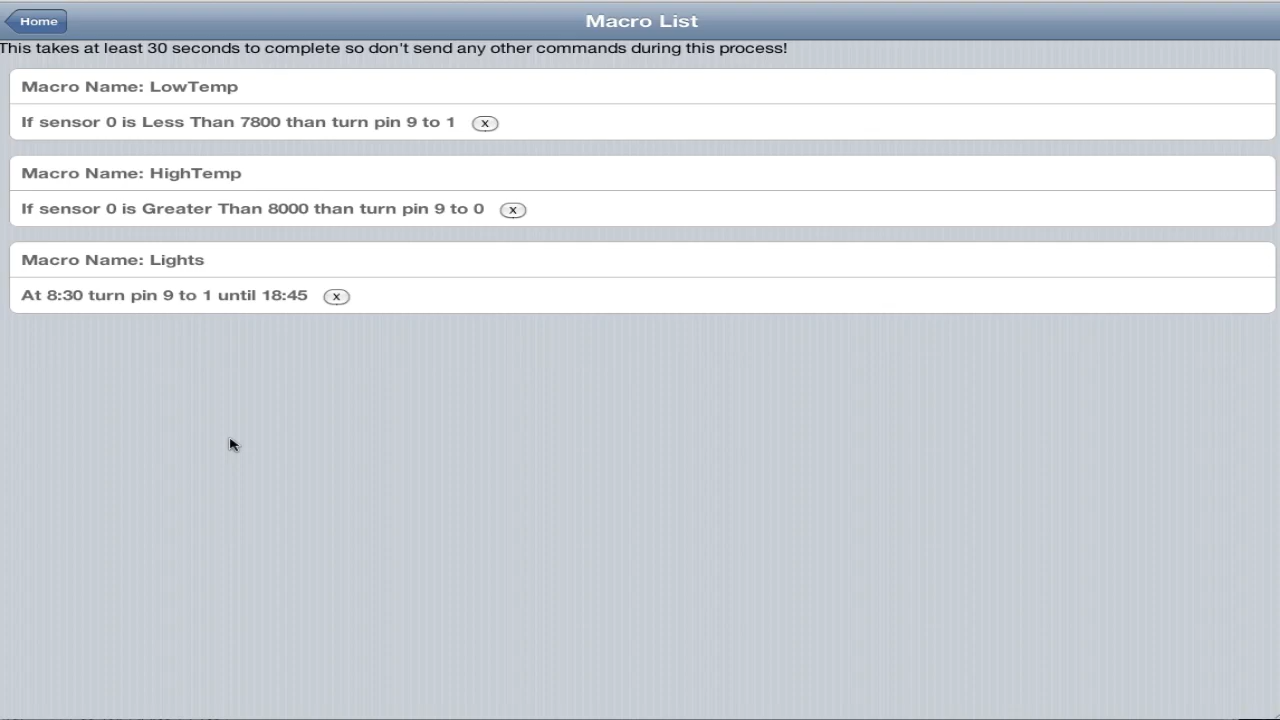 Home
Macro List
This takes at least 30 seconds to complete so don't send any other commands during this process!
Macro Name: LowTemp
If sensor 0 is Less Than 7800 than turn pin 9 to 1 x
Macro Name: HighTemp
If sensor 0 is Greater Than 8000 than turn pin 9 to 0 x
Macro Name: Lights
At 8:30 turn pin 9 to 1 until 18:45 x